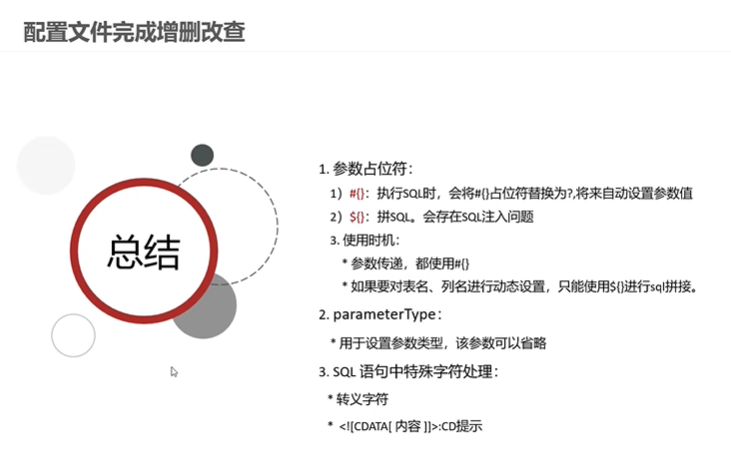 配置文件完成增删改查
总结
1. 参数占位符：
1）#{}：执行SQL时，会将#{}占位符替换为?,将来自动设置参数值
2）${}：拼SQL。会存在SQL注入问题
3. 使用时机：
* 参数传递，都使用#{}
* 如果要对表名、列名进行动态设置，只能使用${}进行sql拼接。
2. parameterType：
* 用于设置参数类型，该参数可以省略
3. SQL 语句中特殊字符处理：
* 转义字符
* <![CDATA[ 内容 ]]>:CD提示